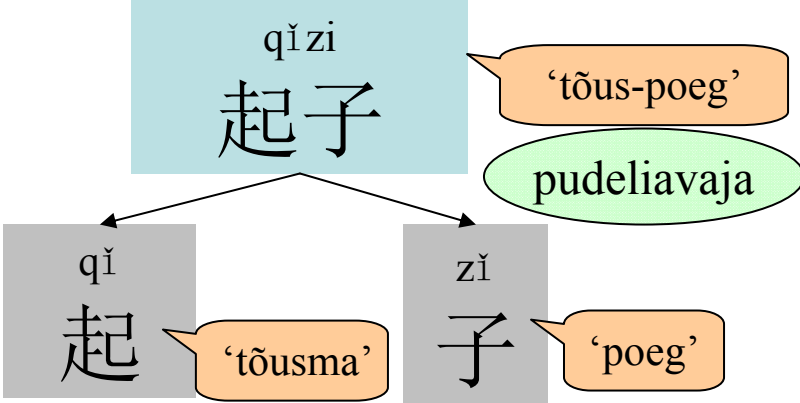 qǐzi
起子
‘tõus-poeg’
pudeliavaja
qǐ
起
‘tõusma’
zǐ
子
‘poeg’